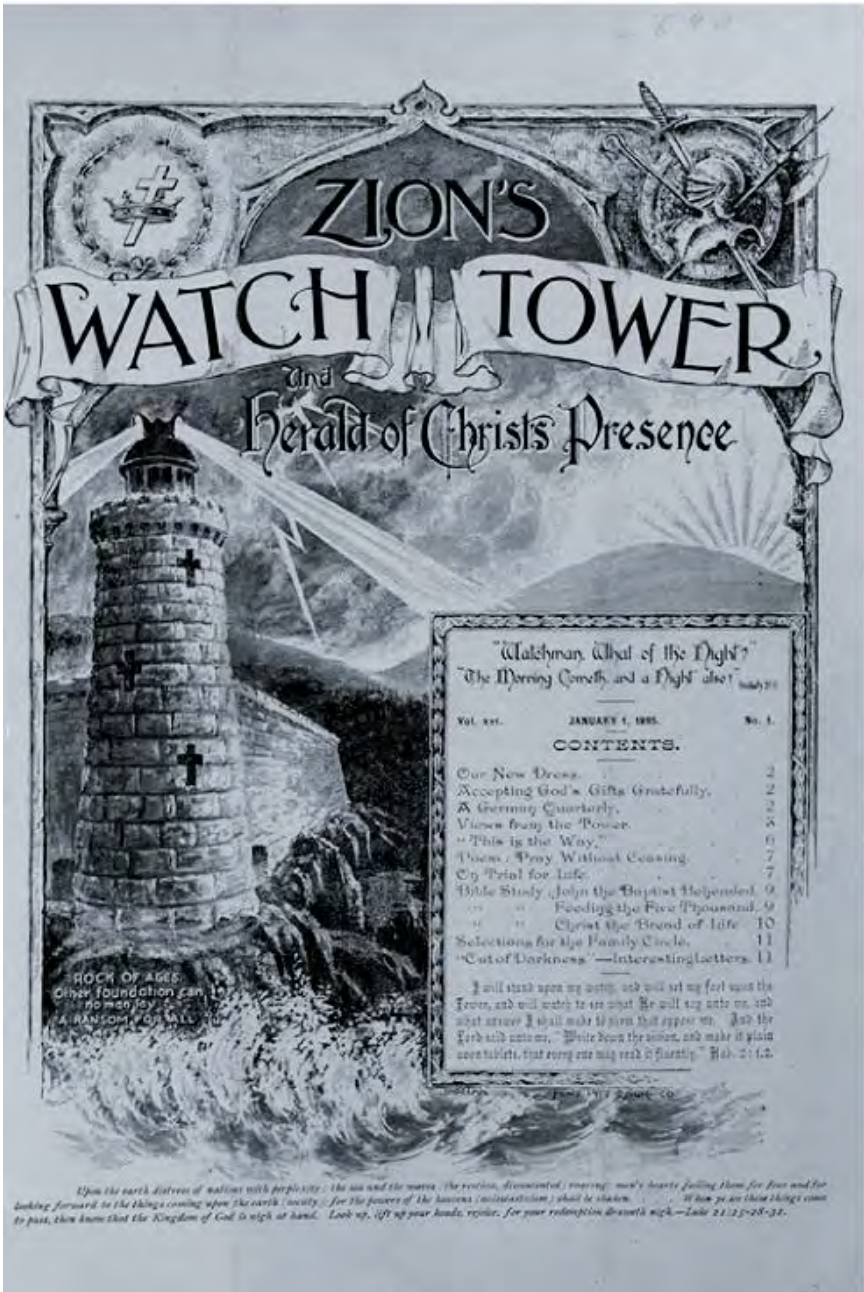 ZION'S
WATCH TOWER
And
Herald of Christ's Presence
"Watchman, What of the Night?"
"The Morning Cometh, and a Night also!"
Vol. xvi. JANUARY 1, 1895. No. 1.
CONTENTS.
Our New Dress. 2
Accepting God's Gifts Gratefully. 2
A German Quarterly. 2
Views from the Tower. 3
"This is the Way." 6
Poem: Pray Without Ceasing. 7
On Trial for Life. 7
Bible Study: John the Baptist Beheaded. 9
" " Feeding the Five Thousand. 9
" " Christ the Bread of Life 10
Selections for the Family Circle. 11
"Out of Darkness"—Interesting Letters. 11
I will stand upon my watch, and will set my foot upon the
Tower, and will watch to see what He will say unto me, and
what answer I shall make to them that oppose me. And the
Lord said unto me, "Write down the vision, and make it plain
upon tablets, that every one may read it fluently." Hab. 2:1,2.
ROCK OF AGES
Other foundation can
no man lay
A RANSOM FOR ALL
Upon the earth distress of nations with perplexity: the sea and the waves (the restless, discontented) roaring: men's hearts failing them for fear and for
looking forward to the things coming upon the earth (society): for the powers of the heavens (ecclesiasticism) shall be shaken. . . . When ye see these things come
to pass, then know that the Kingdom of God is nigh at hand. Look up, lift up your heads, rejoice, for your redemption draweth nigh.—Luke 21:25-28-32.